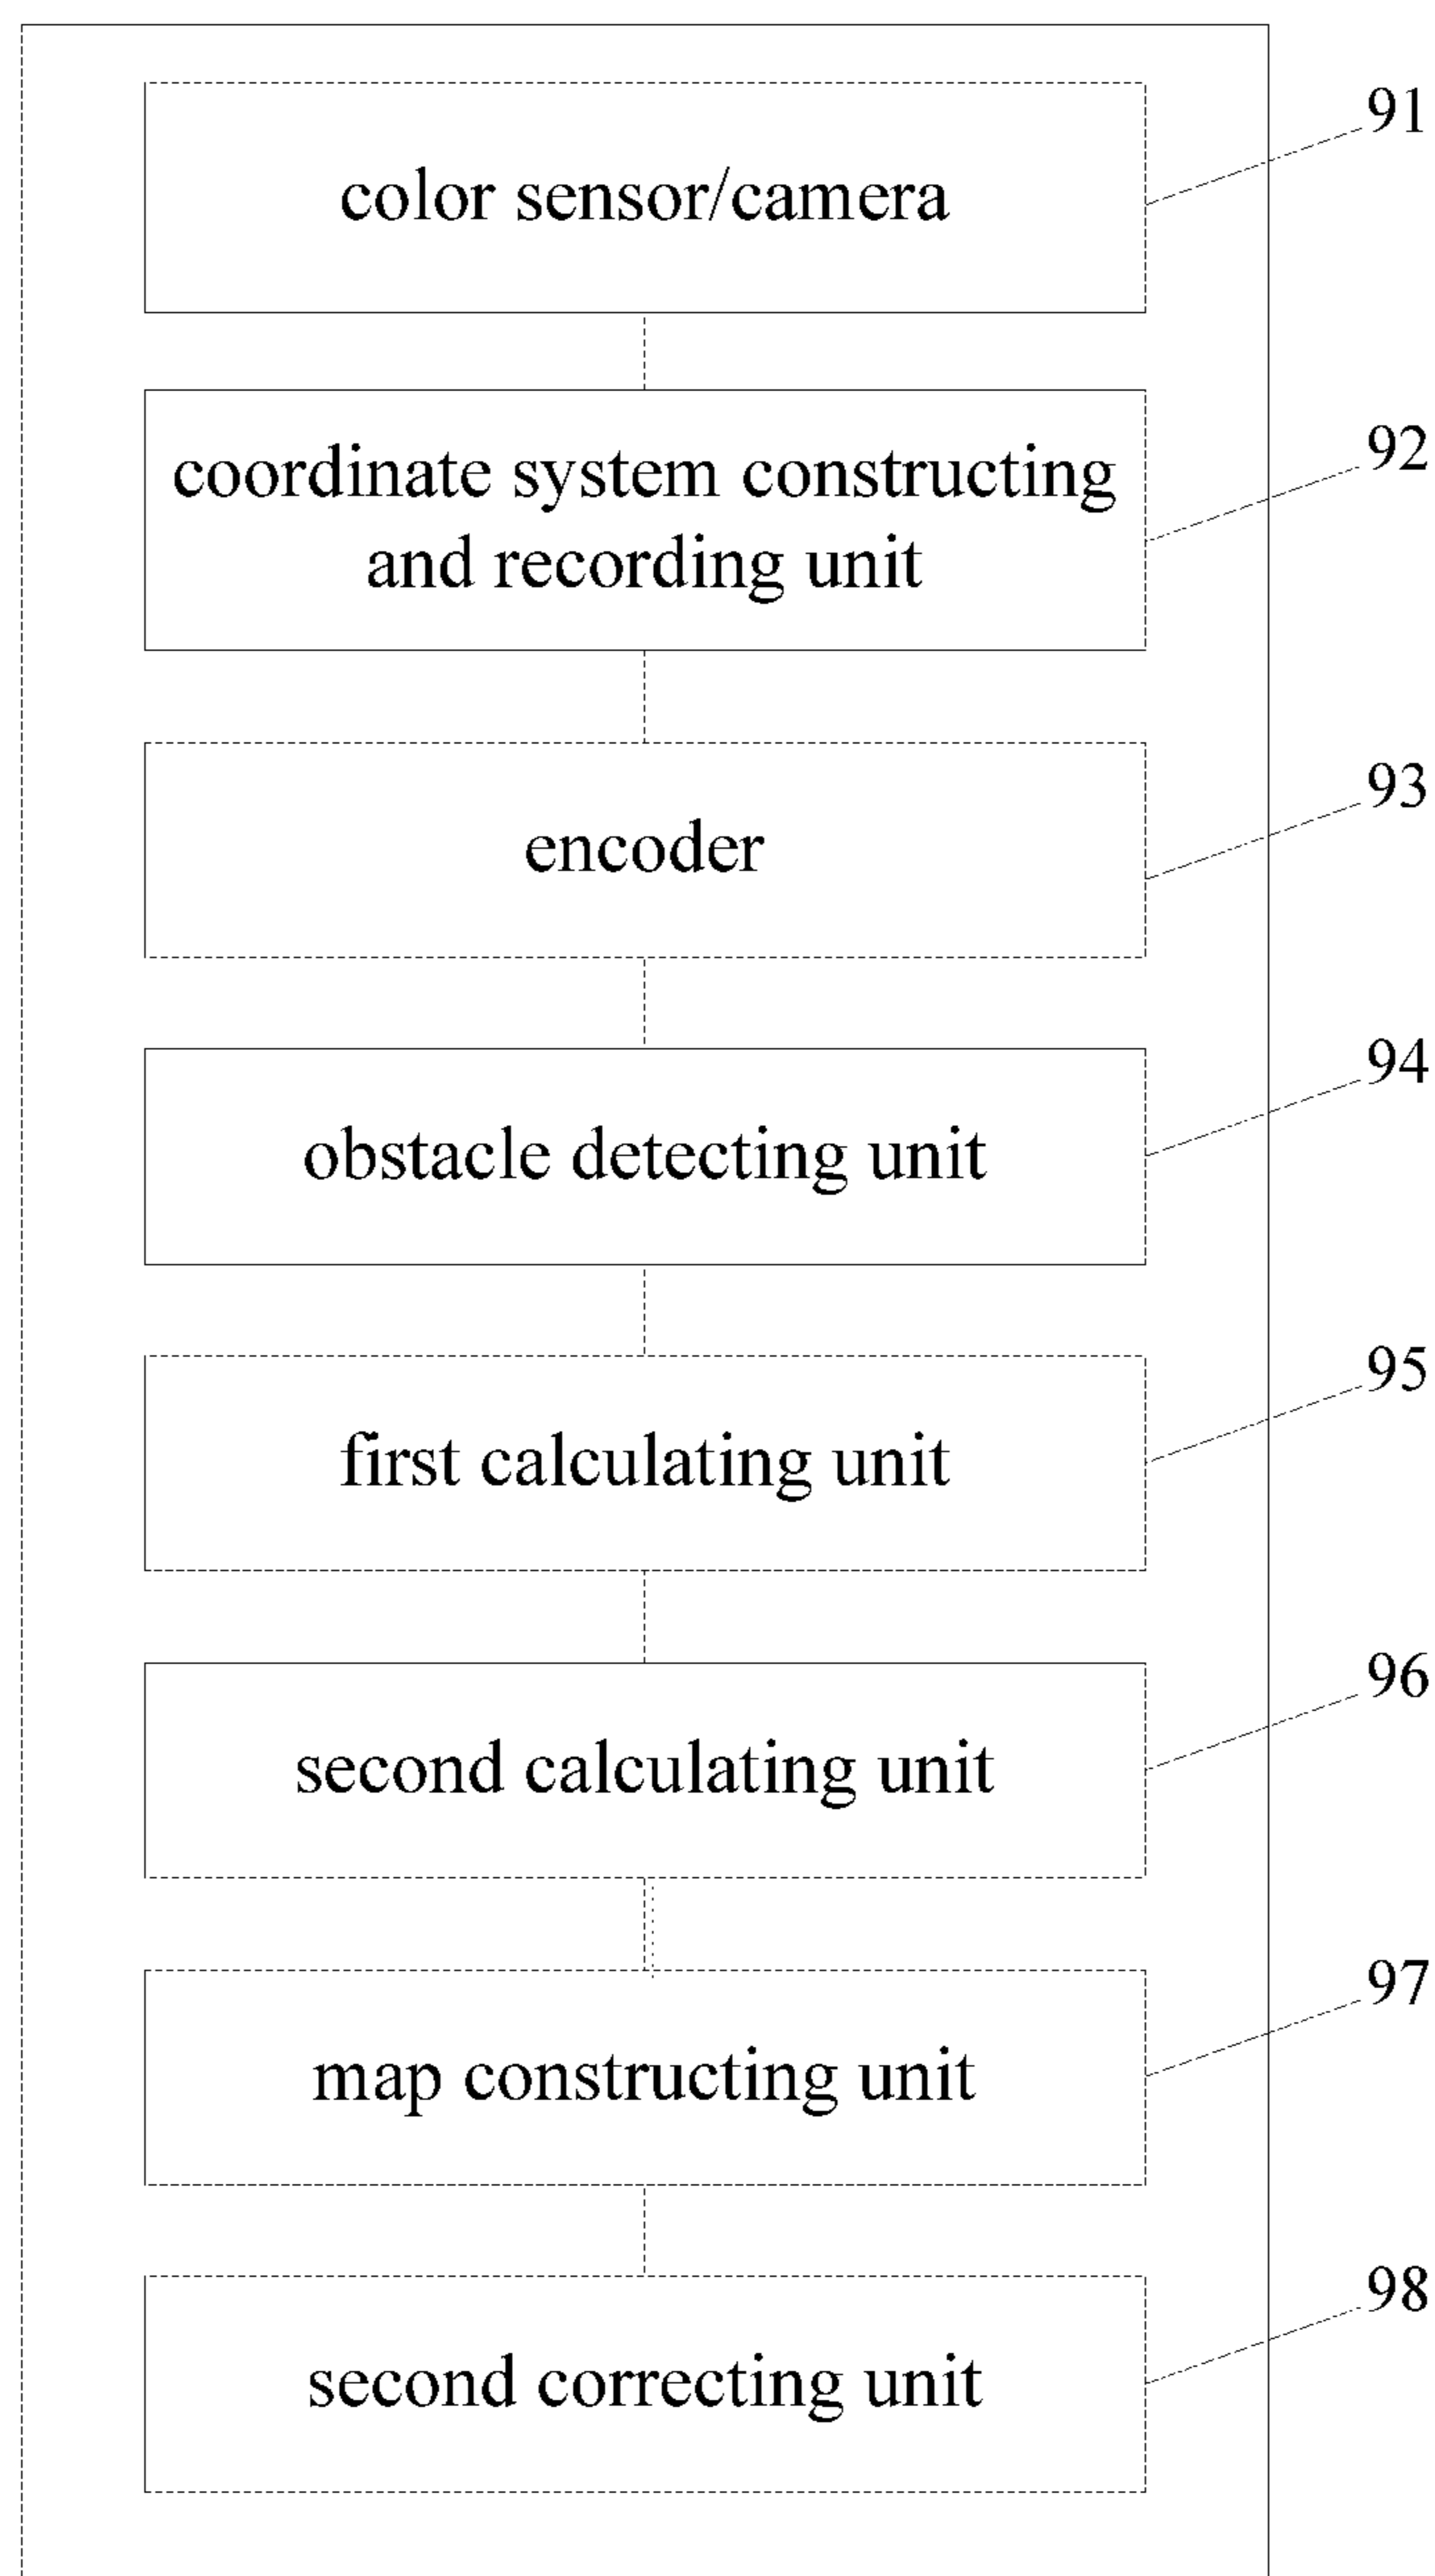 color sensor/camera
91
coordinate system constructing
and recording unit
92
encoder
93
obstacle detecting unit
94
first calculating unit
95
second calculating unit
96
map constructing unit
97
second correcting unit
98